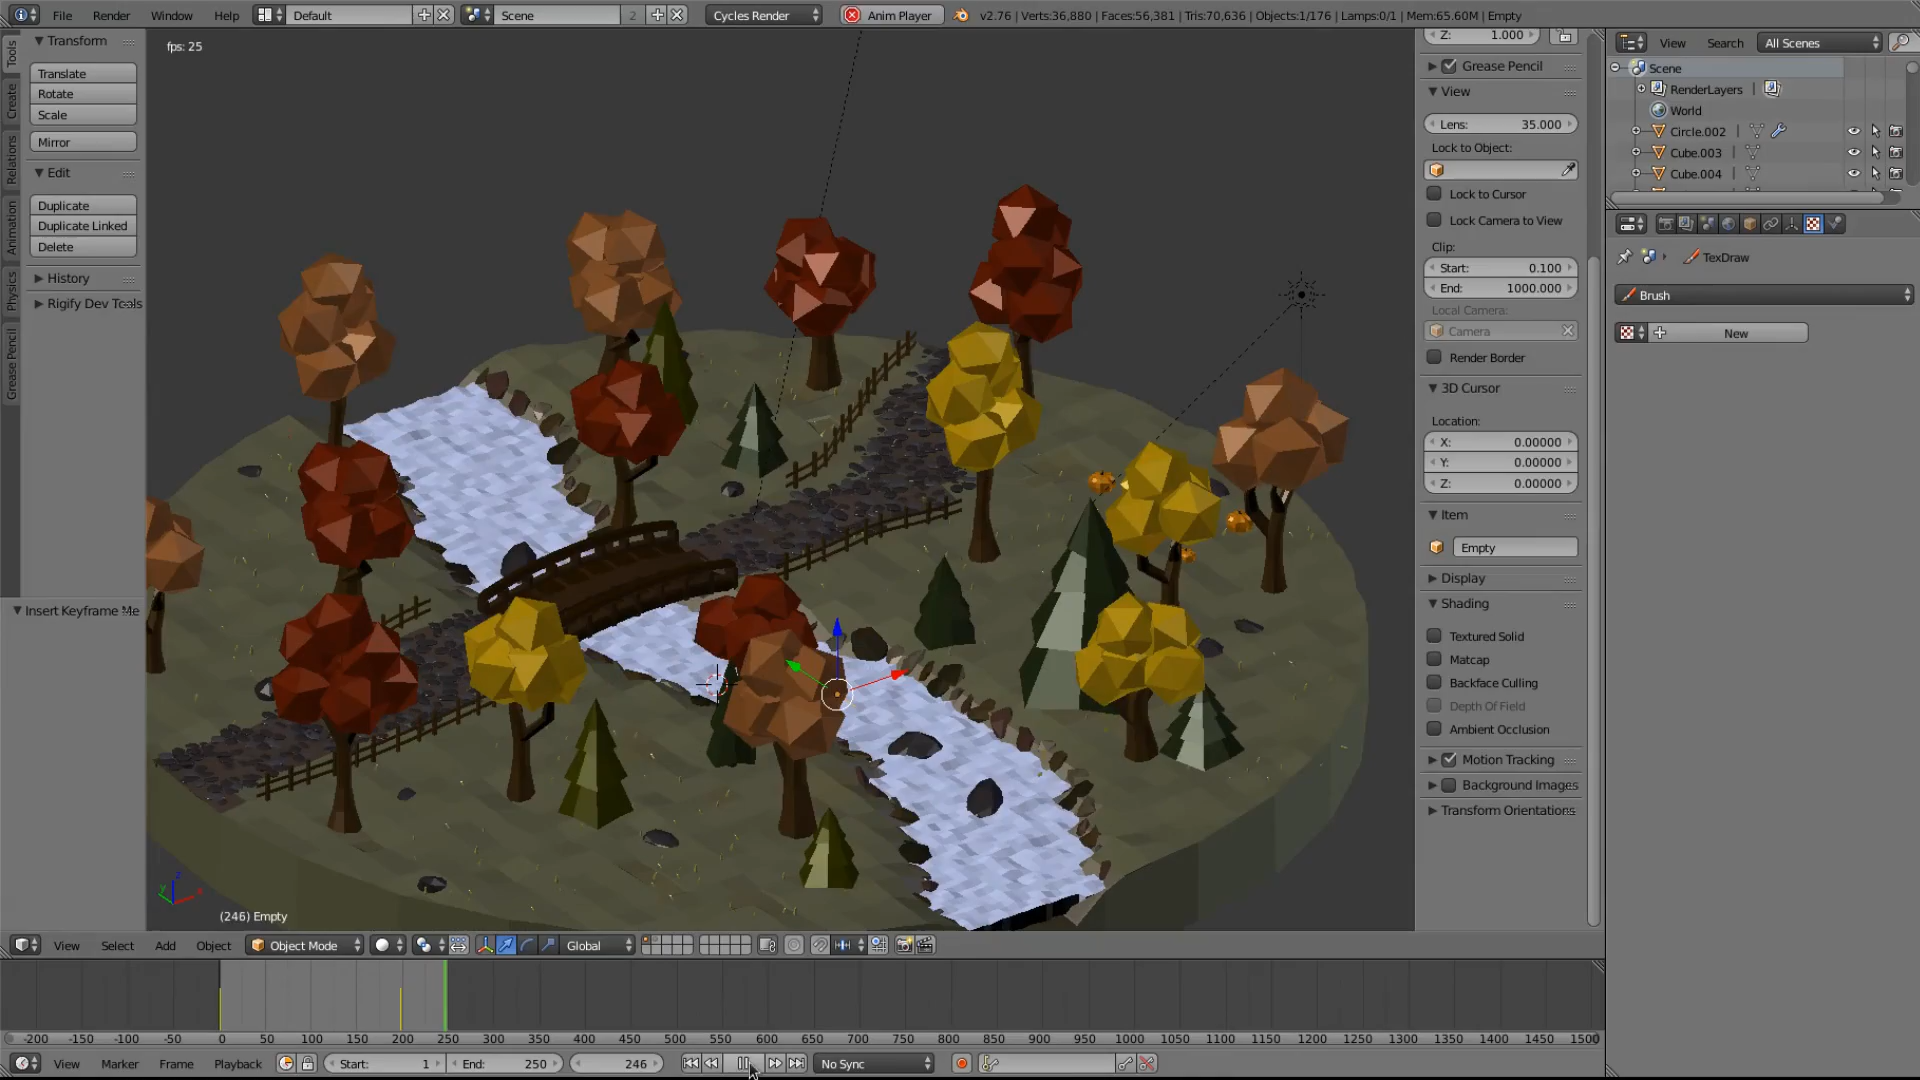 File Render Window Help Default Scene 2 Cycles Render Anim Player v2.76 | Verts:36,880 | Faces:56,381 | Tris:70,636 | Objects:1/176 | Lamps:0/1 | Mem:65.60M | Empty
fps: 25
Tools
Create
Relations
Animation
Physics
Grease Pencil
Transform
Translate
Rotate
Scale
Mirror
Edit
Duplicate
Duplicate Linked
Delete
History
Rigify Dev Tools
Insert Keyframe Me
Z: 1.000
Grease Pencil
View
Lens: 35.000
Lock to Object:
Lock to Cursor
Lock Camera to View
Clip:
Start: 0.100
End: 1000.000
Local Camera:
Camera
Render Border
3D Cursor
Location:
X: 0.00000
Y: 0.00000
Z: 0.00000
Item
Empty
Display
Shading
Textured Solid
Matcap
Backface Culling
Depth Of Field
Ambient Occlusion
Motion Tracking
Background Images
Transform Orientations
View Search All Scenes
Scene
RenderLayers
World
Circle.002
Cube.003
Cube.004
TexDraw
Brush
New
z
y
(246) Empty
View Select Add Object Object Mode Global
-200 -150 -100 -50 0 50 100 150 200 250 300 350 400 450 500 550 600 650 700 750 800 850 900 950 1000 1050 1100 1150 1200 1250 1300 1350 1400 1450 1500
View Marker Frame Playback Start: 1 End: 250 246 No Sync